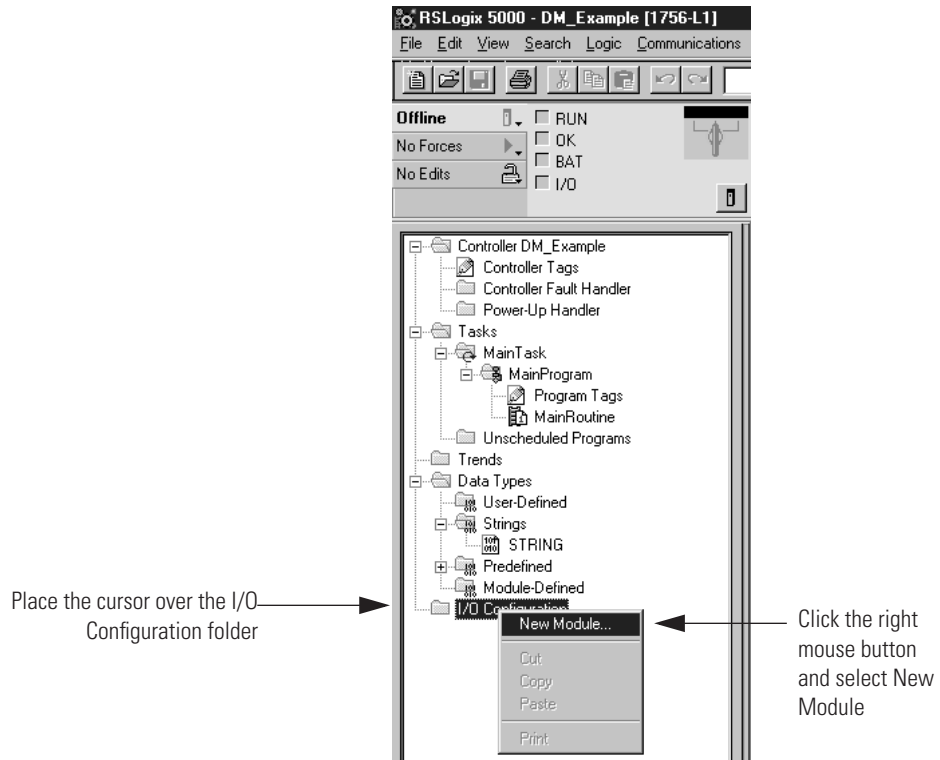 RSLogix 5000 - DM_Example [1756-L1]
File Edit View Search Logic Communications
Offline
RUN
No Forces
OK
BAT
No Edits
I/O
Controller DM_Example
Controller Tags
Controller Fault Handler
Power-Up Handler
Tasks
MainTask
MainProgram
Program Tags
MainRoutine
Unscheduled Programs
Trends
Data Types
User-Defined
Strings
STRING
Predefined
Module-Defined
I/O Configuration
New Module...
Cut
Copy
Paste
Print
Place the cursor over the I/O
Configuration folder
Click the right
mouse button
and select New
Module